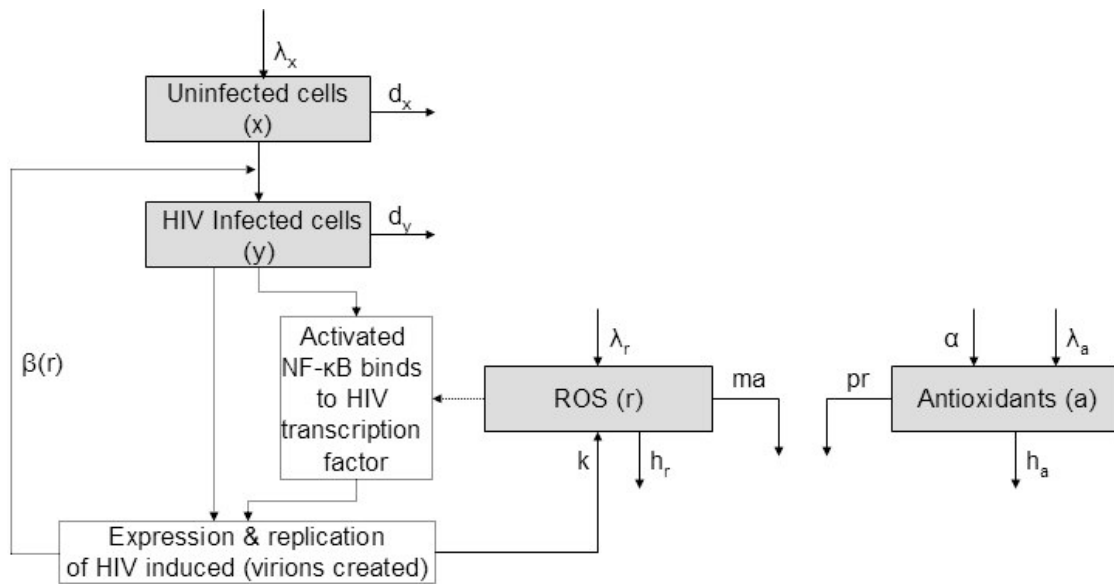 λx
Uninfected cells
(x)
dx
HIV Infected cells
(y)
dy
β(r)
Activated
NF-κB binds
to HIV
transcription
factor
λr
ROS (r)
ma
k
hr
α
λa
pr
Antioxidants (a)
ha
Expression & replication
of HIV induced (virions created)